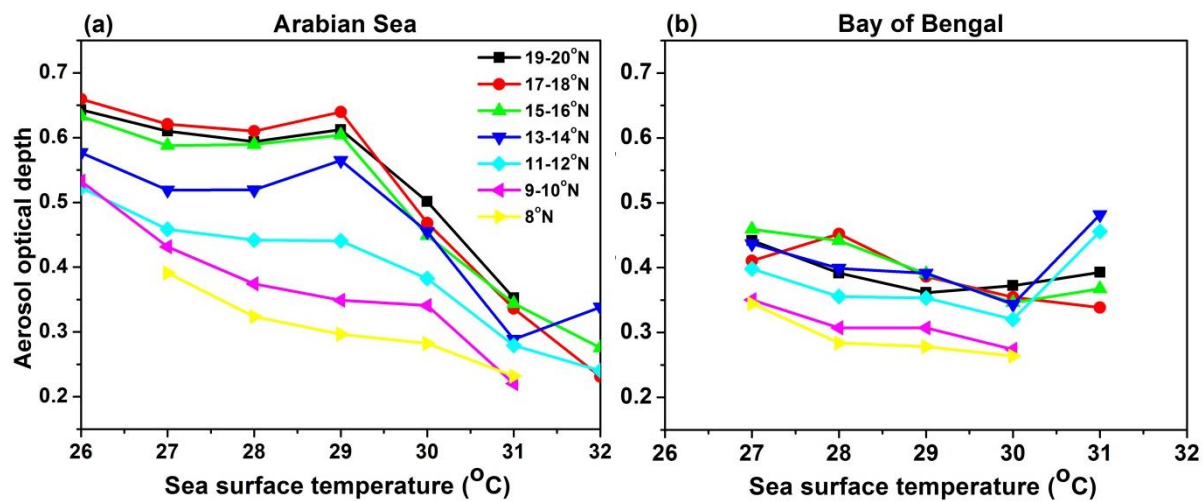 (a) Arabian Sea
(b) Bay of Bengal
Aerosol optical depth
0.7
0.6
0.5
0.4
0.3
0.2
19-20°N
17-18°N
15-16°N
13-14°N
11-12°N
9-10°N
8°N
26 27 28 29 30 31 32
Sea surface temperature (°C)
0.7
0.6
0.5
0.4
0.3
0.2
26 27 28 29 30 31 32
Sea surface temperature (°C)